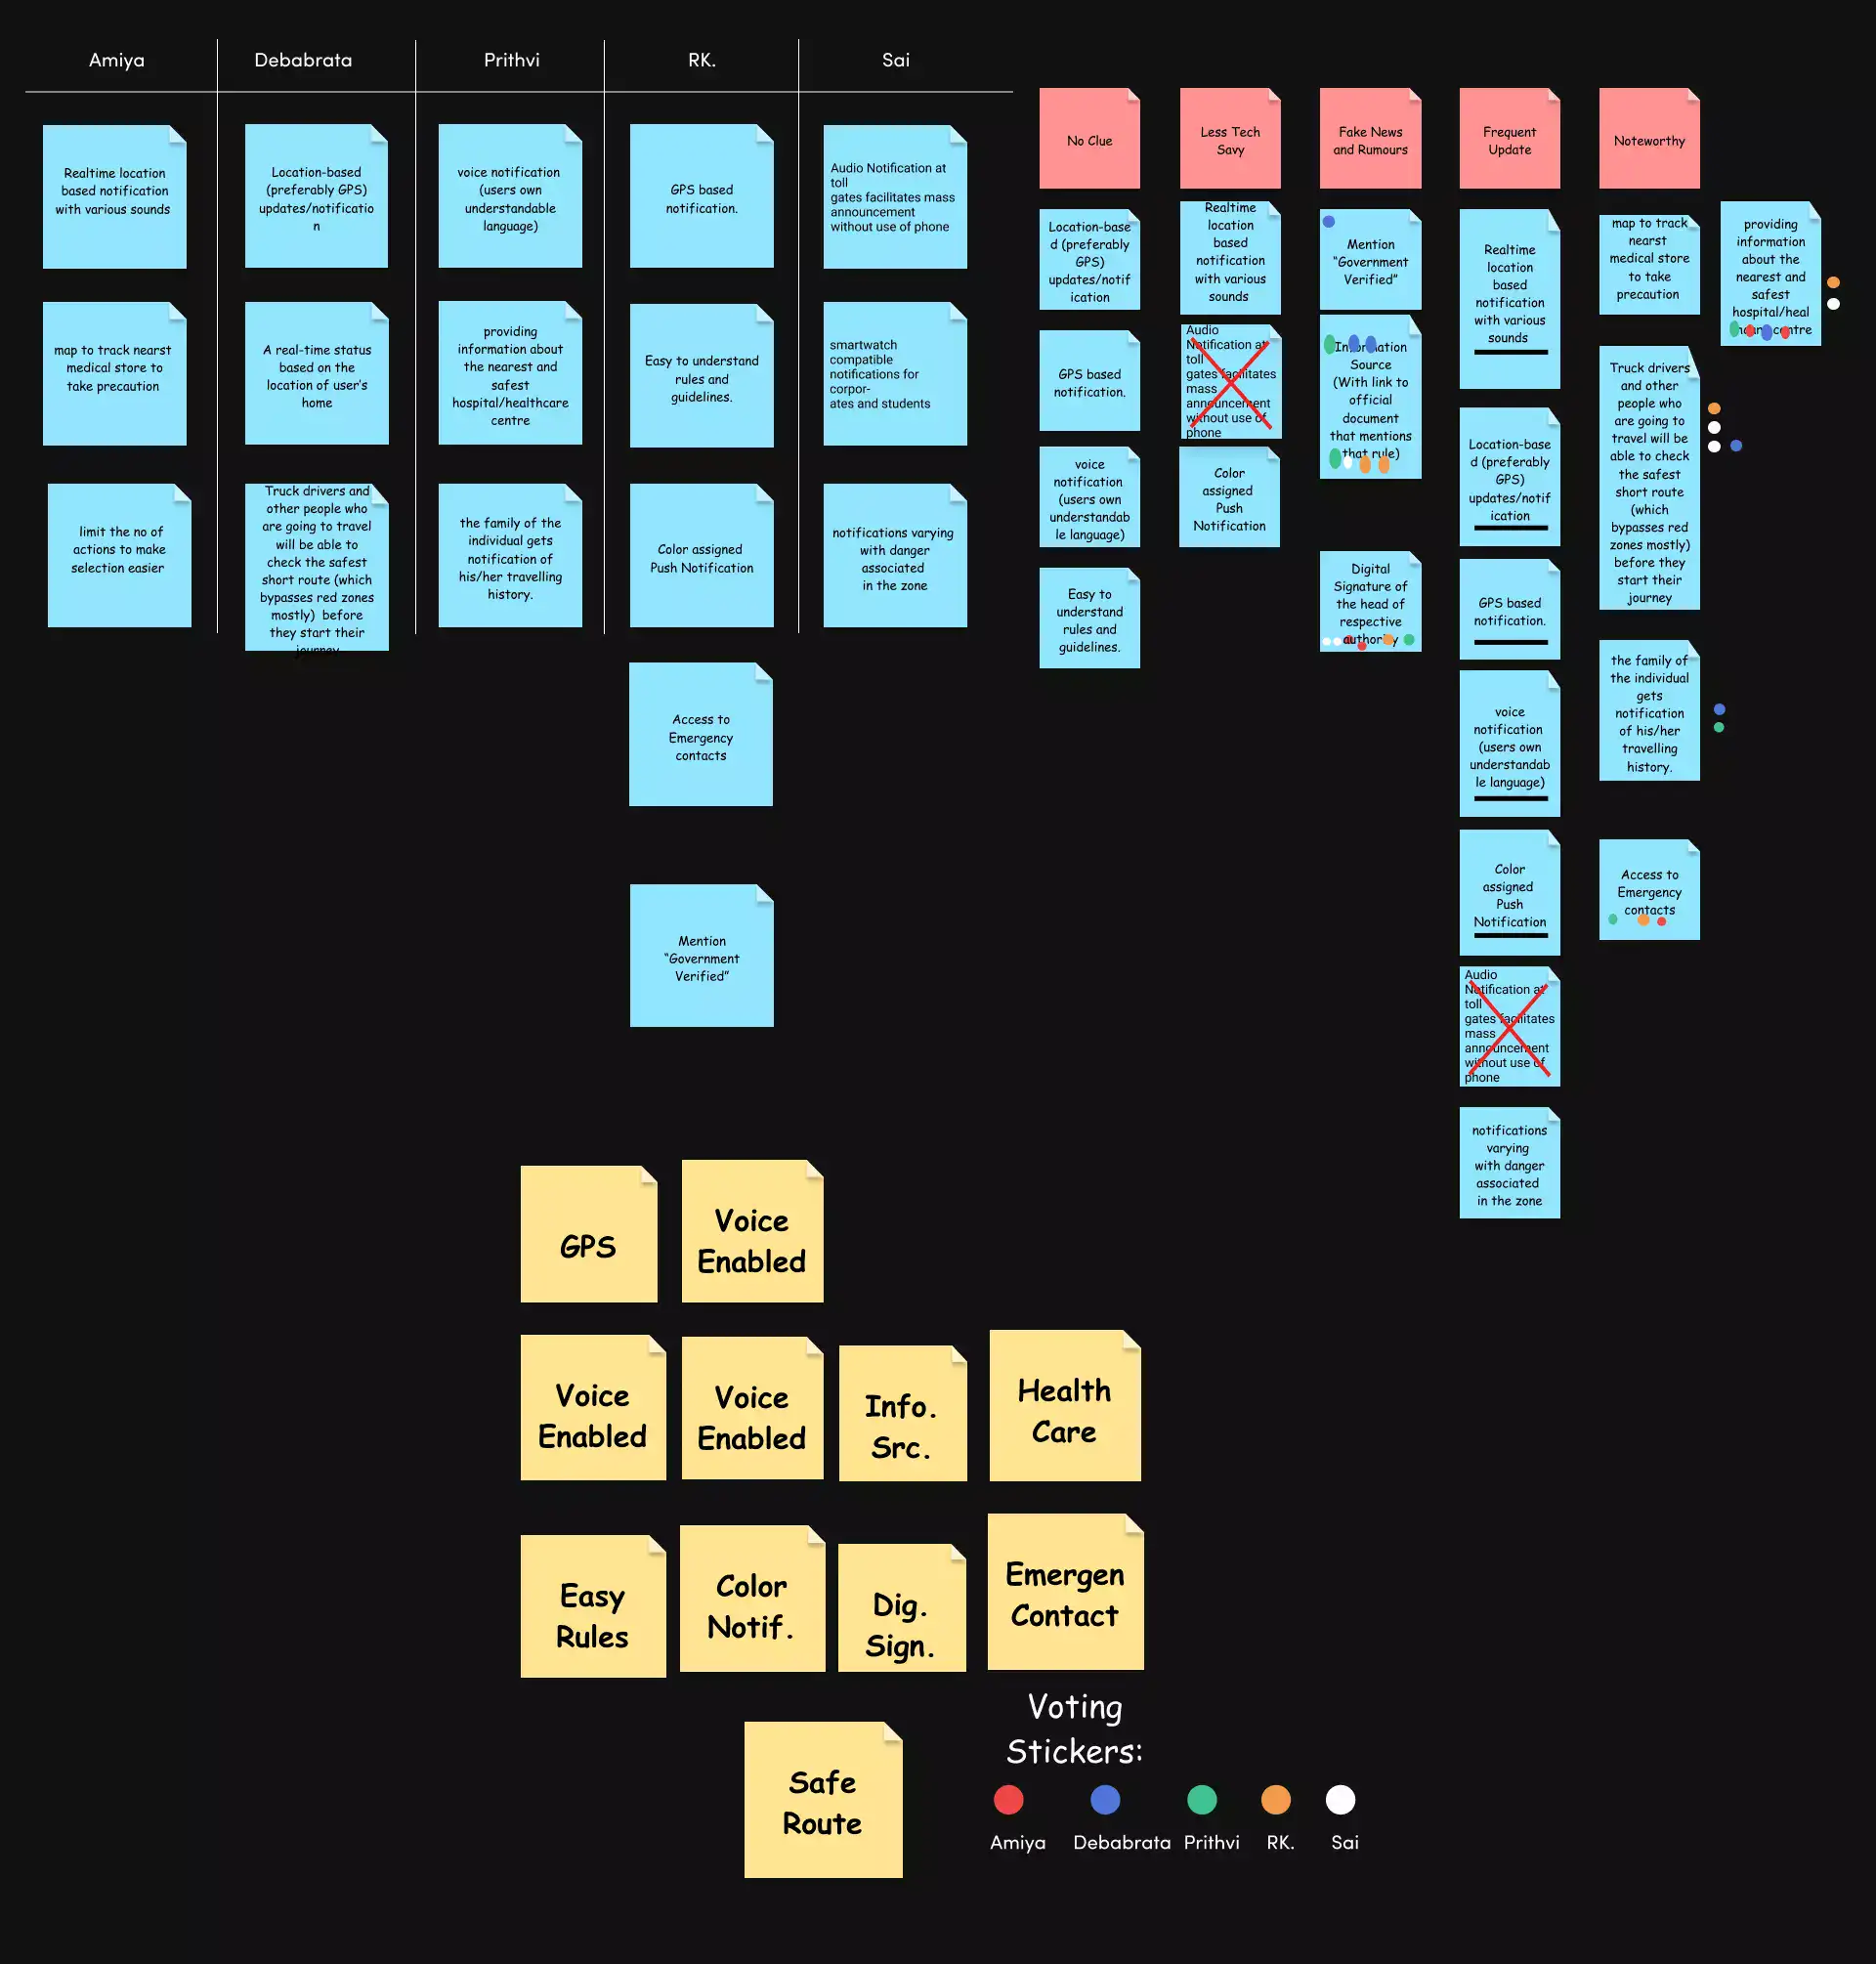 Amiya
Debabrata
Prithvi
RK.
Sai
Realtime location
based notification
with various sounds
map to track nearst
medical store to
take precaution
limit the no of
actions to make
selection easier
Location-based
(preferably GPS)
updates/notificatio
n
A real-time status
based on the
location of user's
home
Truck drivers and
other people who
are going to travel
will be able to
check the safest
short route (which
bypasses red zones
mostly) before
they start their
journey
voice notification
(users own
understandable
language)
providing
information about
the nearest and
safest
hospital/healthcare
centre
the family of the
individual gets
notification of
his/her travelling
history.
GPS based
notification.
Easy to understand
rules and
guidelines.
Color assigned
Push Notification
Access to
Emergency
contacts
Mention
“Government
Verified”
Audio Notification at
toll
gates facilitates mass
announcement
without use of phone
smartwatch
compatible
notifications for
corpor-
ates and students
notifications varying
with danger
associated
in the zone
No Clue
Location-base
d (preferably
GPS)
updates/notif
ication
GPS based
notification.
voice
notification
(users own
understandab
le language)
Easy to
understand
rules and
guidelines.
Less Tech
Savy
Realtime
location
based
notification
with various
sounds
Audio
Notification at
toll
gates facilitates
mass
announcement
without use of
phone
Color
assigned
Push
Notification
Fake News
and Rumours
Mention
“Government
Verified”
Information
Source
(With link to
official
document
that mentions
that rule)
Digital
Signature of
the head of
respective
authority
Frequent
Update
Realtime
location
based
notification
with various
sounds
Location-base
d (preferably
GPS)
updates/notif
ication
GPS based
notification.
voice
notification
(users own
understandab
le language)
Color
assigned
Push
Notification
Audio
Notification at
toll
gates facilitates
mass
announcement
without use of
phone
notifications
varying
with danger
associated
in the zone
Noteworthy
map to track
nearst
medical store
to take
precaution
Truck drivers
and other
people who
are going to
travel will be
able to check
the safest
short route
(which
bypasses red
zones mostly)
before they
start their
journey
the family of
the individual
gets
notification
of his/her
travelling
history.
Access to
Emergency
contacts
providing
information
about the
nearest and
safest
hospital/heal
thcare centre
GPS
Voice
Enabled
Voice
Enabled
Voice
Enabled
Info.
Src.
Health
Care
Easy
Rules
Color
Notif.
Dig.
Sign.
Emergen
Contact
Safe
Route
Voting
Stickers:
Amiya
Debabrata
Prithvi
RK.
Sai